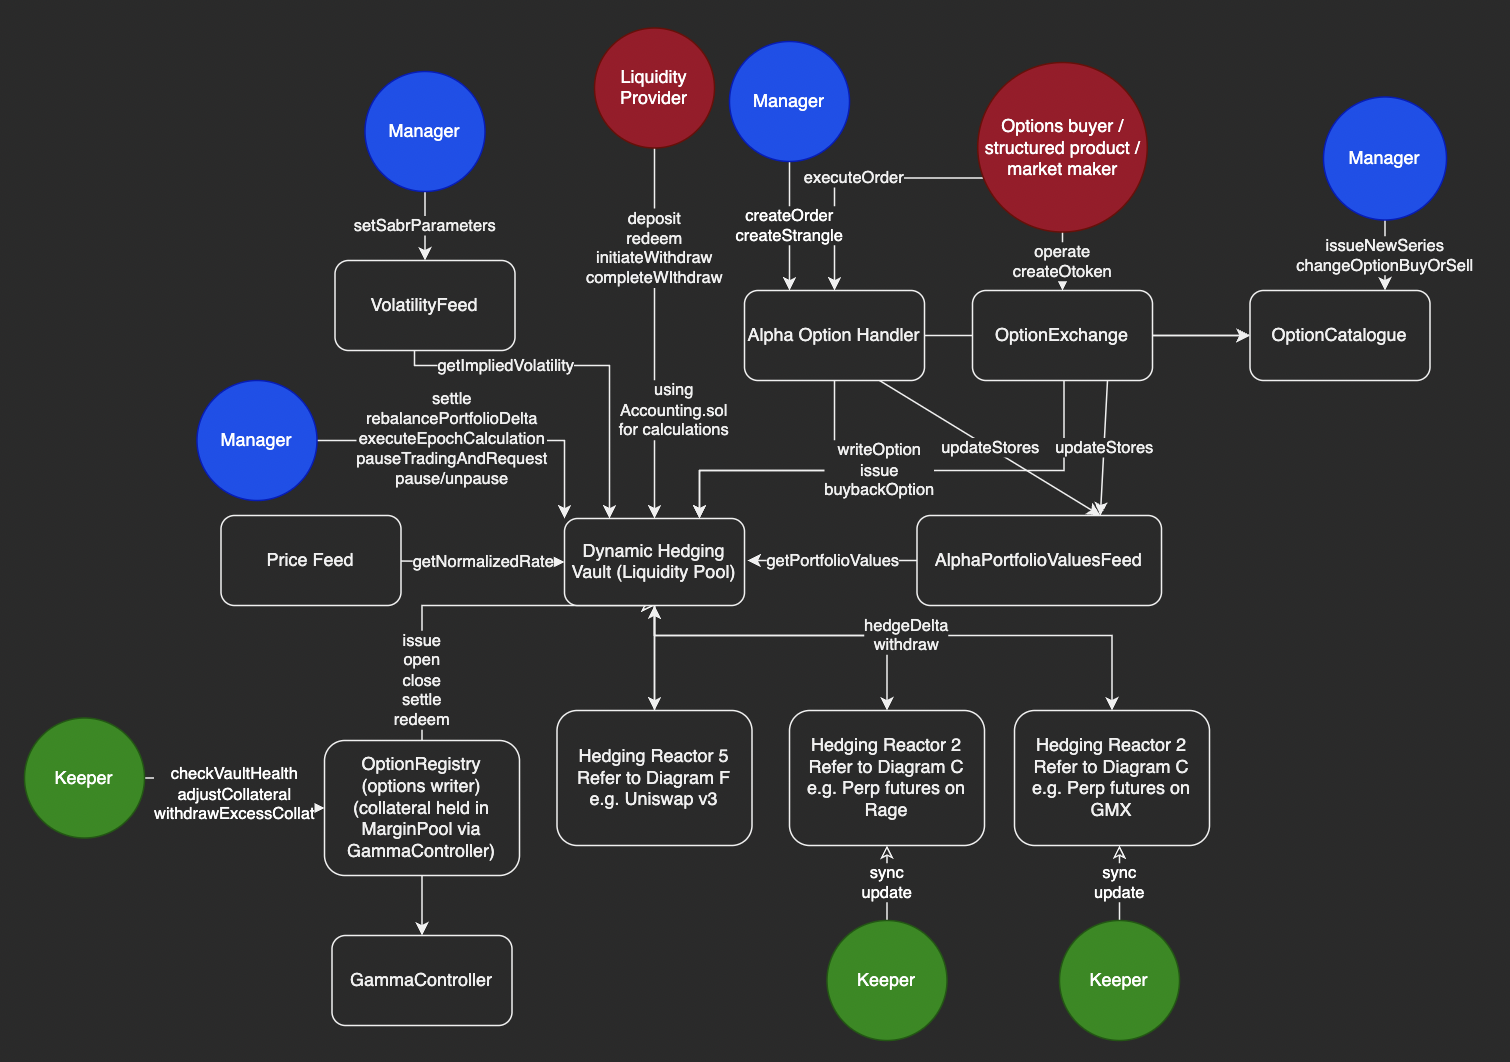 Liquidity
Provider
Manager
Manager
Options buyer /
structured product /
market maker
Manager
executeOrder
setSabrParameters
deposit
redeem
initiateWithdraw
completeWIthdraw
createOrder
createStrangle
operate
createOtoken
issueNewSeries
changeOptionBuyOrSell
VolatilityFeed
Alpha Option Handler
OptionExchange
OptionCatalogue
getImpliedVolatility
using
Accounting.sol
for calculations
Manager
settle
rebalancePortfolioDelta
executeEpochCalculation
pauseTradingAndRequest
pause/unpause
writeOption
issue
buybackOption
updateStores
updateStores
Price Feed
getNormalizedRate
Dynamic Hedging
Vault (Liquidity Pool)
getPortfolioValues
AlphaPortfolioValuesFeed
issue
open
close
settle
redeem
hedgeDelta
withdraw
Keeper
checkVaultHealth
adjustCollateral
withdrawExcessCollat
OptionRegistry
(options writer)
(collateral held in
MarginPool via
GammaController)
Hedging Reactor 5
Refer to Diagram F
e.g. Uniswap v3
Hedging Reactor 2
Refer to Diagram C
e.g. Perp futures on
Rage
Hedging Reactor 2
Refer to Diagram C
e.g. Perp futures on
GMX
sync
update
sync
update
GammaController
Keeper
Keeper